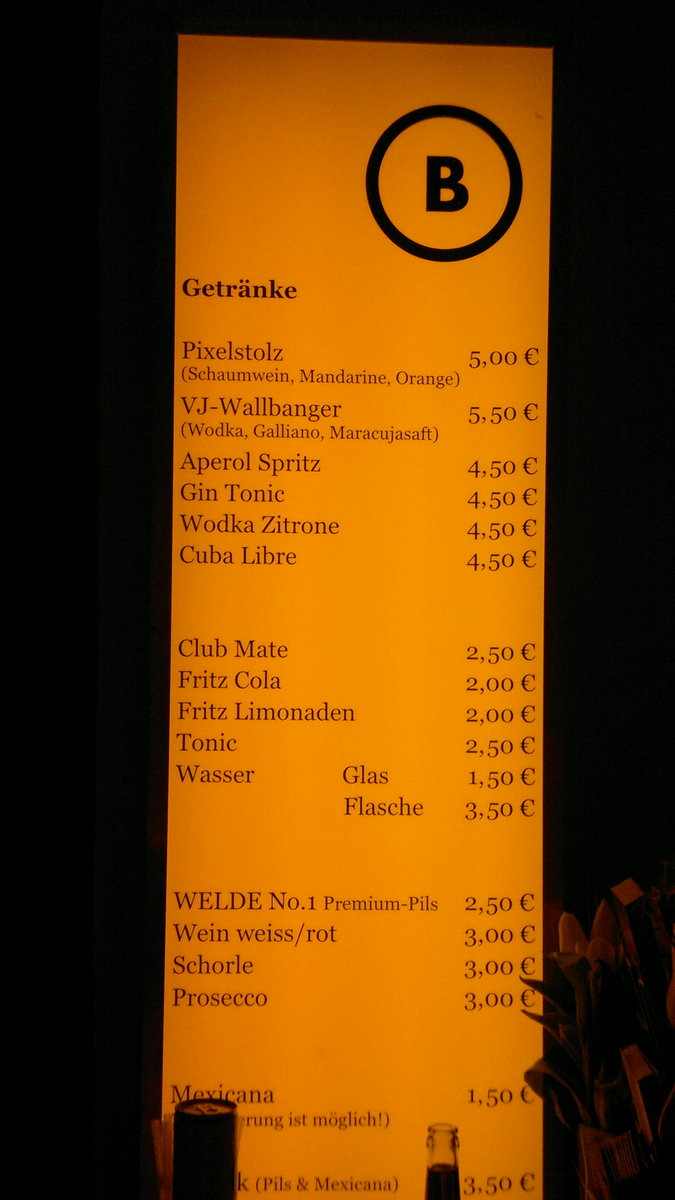 B
Getränke
Pixelstolz 5,00 €
(Schaumwein, Mandarine, Orange)
VJ-Wallbanger 5,50 €
(Wodka, Galliano, Maracujasaft)
Aperol Spritz 4,50 €
Gin Tonic 4,50 €
Wodka Zitrone 4,50 €
Cuba Libre 4,50 €
Club Mate 2,50 €
Fritz Cola 2,00 €
Fritz Limonaden 2,00 €
Tonic 2,50 €
Wasser Glas 1,50 €
Flasche 3,50 €
WELDE No.1 Premium-Pils 2,50 €
Wein weiss/rot 3,00 €
Schorle 3,00 €
Prosecco 3,00 €
Mexicana 1,50 €
ist möglich!)
(Pils & Mexicana) 3,50 €